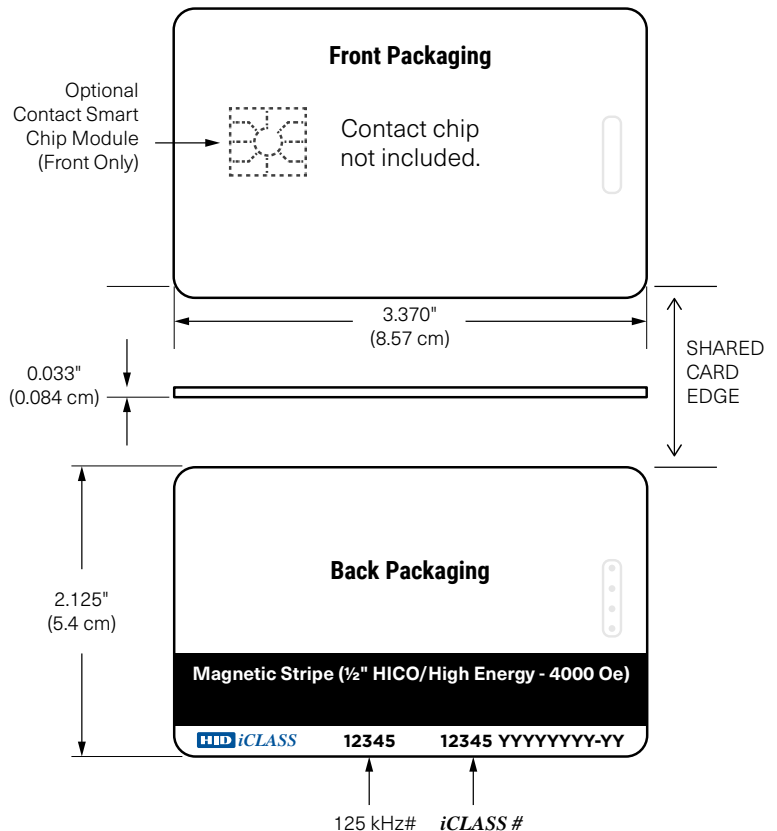 Front Packaging
Optional
Contact Smart
Chip Module
(Front Only)
Contact chip
not included.
3.370"
(8.57 cm)
SHARED
CARD
EDGE
0.033"
(0.084 cm)
2.125"
(5.4 cm)
Back Packaging
Magnetic Stripe (½" HICO/High Energy - 4000 Oe)
HID iCLASS 12345 12345 YYYYYYYY-YY
125 kHz# iCLASS #